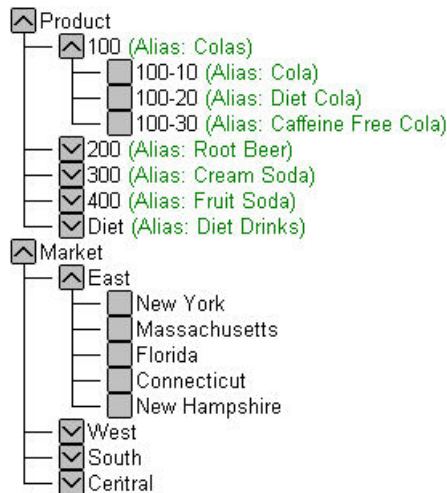 Product
100 (Alias: Colas)
100-10 (Alias: Cola)
100-20 (Alias: Diet Cola)
100-30 (Alias: Caffeine Free Cola)
200 (Alias: Root Beer)
300 (Alias: Cream Soda)
400 (Alias: Fruit Soda)
Diet (Alias: Diet Drinks)
Market
East
New York
Massachusetts
Florida
Connecticut
New Hampshire
West
South
Central